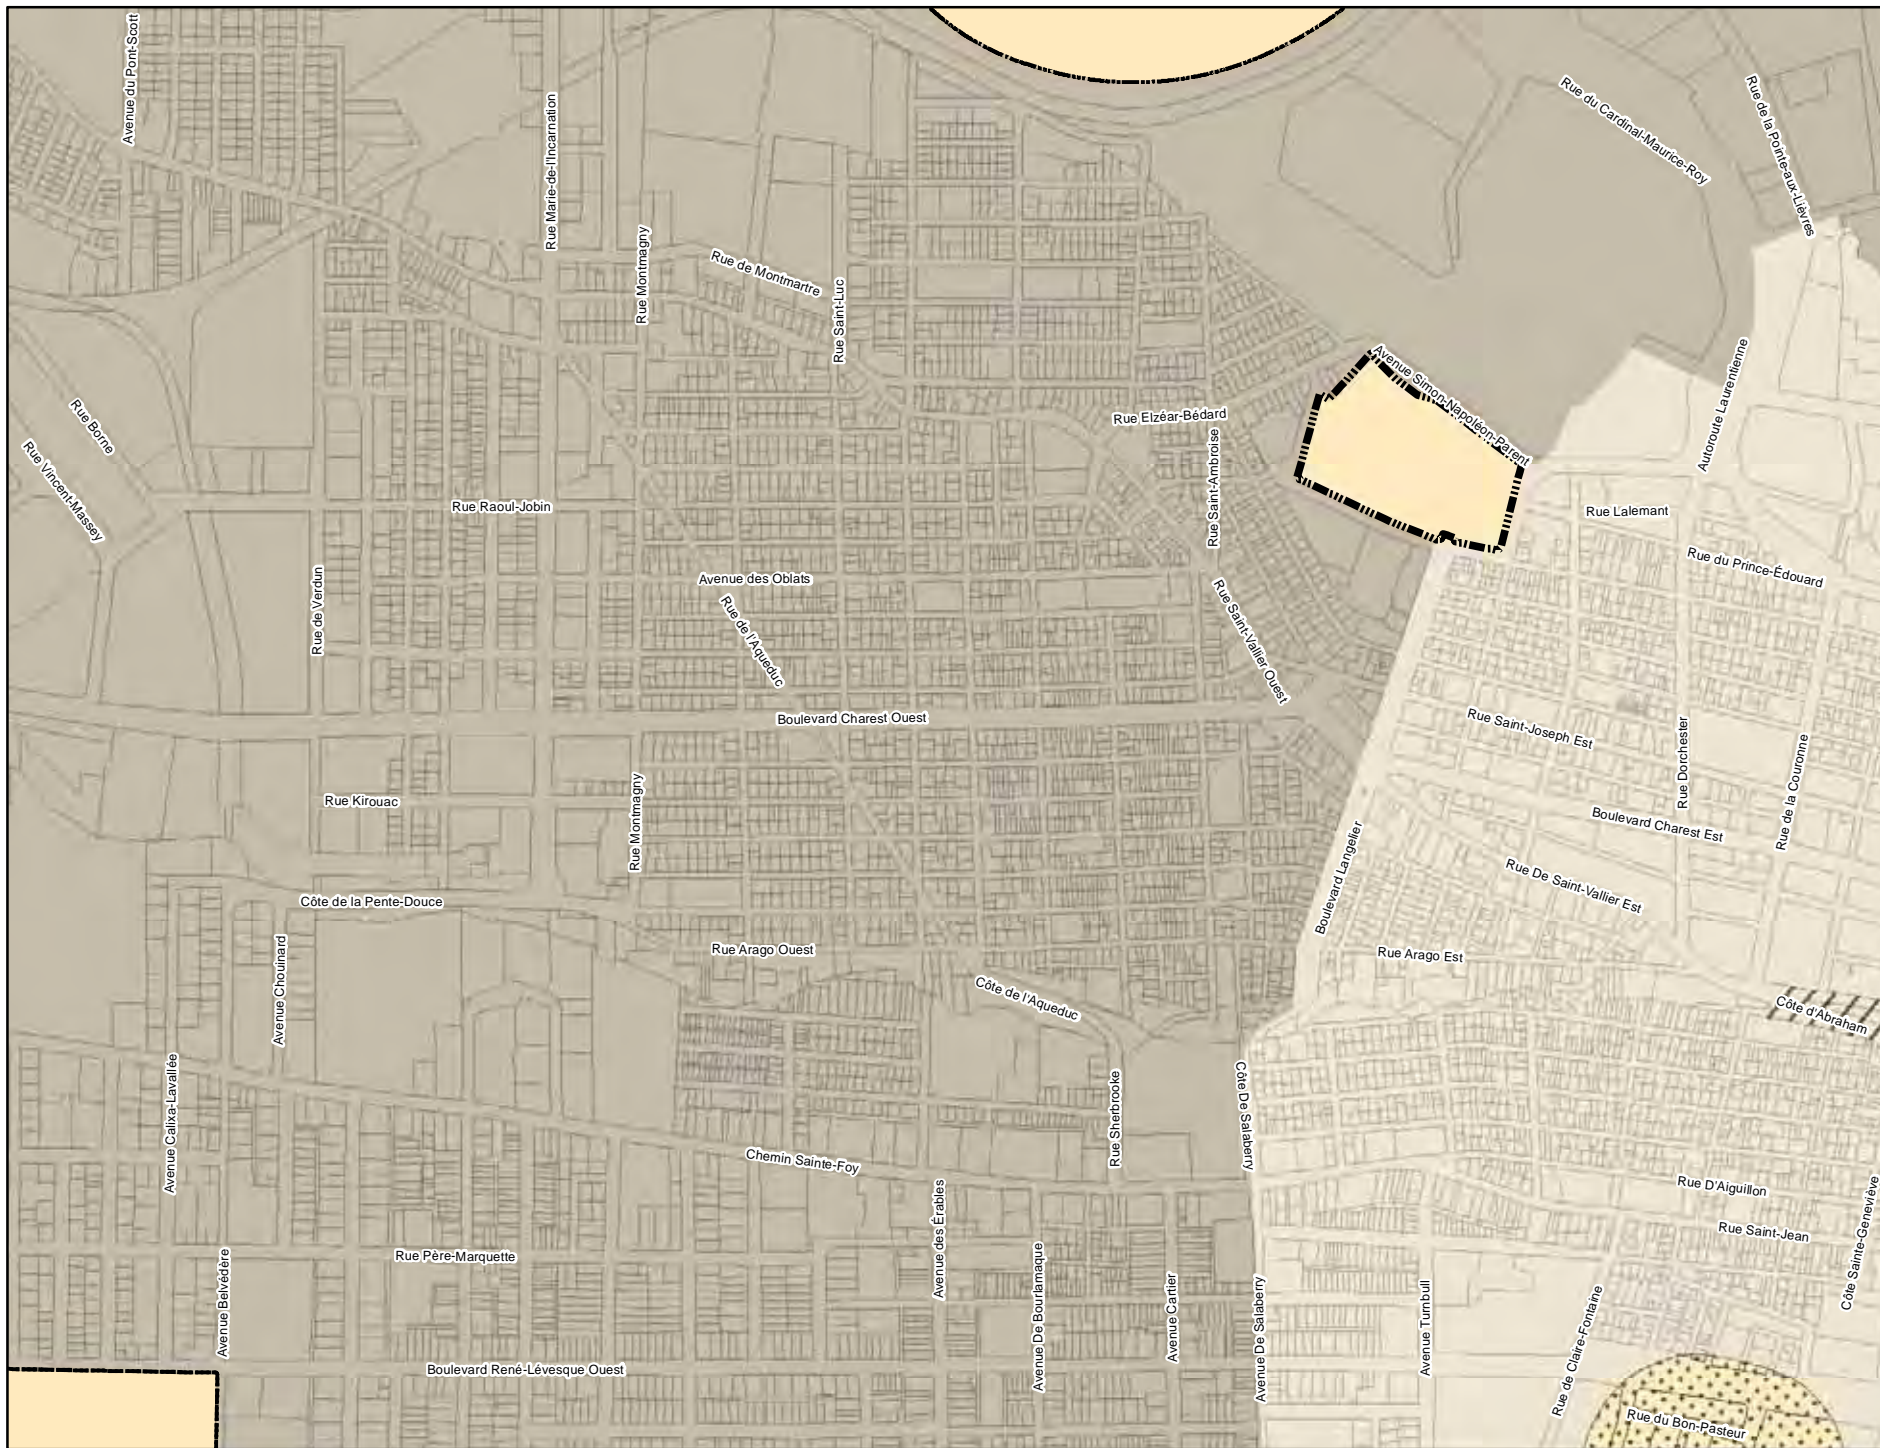 Avenue du Pont-Scott
Rue Marie-de-l'Incarnation
Rue du Cardinal-Maurice-Roy
Rue de la Pointe-aux-Lièvres
Rue Montmagny
Rue de Montmartre
Rue Saint-Luc
Avenue Simon-Napoléon-Parent
Autoroute Laurentienne
Rue Borne
Rue Vincent-Massey
Rue Elzéar-Bédard
Rue Saint-Ambroise
Rue Raoul-Jobin
Rue Lalemant
Rue du Prince-Édouard
Rue de Verdun
Avenue des Oblats
Rue de l'Aqueduc
Rue Saint-Vallier Ouest
Boulevard Charest Ouest
Rue Saint-Joseph Est
Rue Dorchester
Rue de la Couronne
Rue Kirouac
Rue Montmagny
Boulevard Charest Est
Boulevard Langelier
Rue De Saint-Vallier Est
Côte de la Pente-Douce
Avenue Chouinard
Rue Arago Ouest
Rue Arago Est
Côte de l'Aqueduc
Côte d'Abraham
Avenue Calixa-Lavallée
Rue Sherbrooke
Côte De Salaberry
Chemin Sainte-Foy
Rue D'Aiguillon
Rue Saint-Jean
Côte Sainte-Geneviève
Avenue des Érables
Rue Père-Marquette
Avenue Belvédère
Avenue De Bourlamaque
Avenue Cartier
Avenue De Salaberry
Avenue Turnbull
Rue de Claire-Fontaine
Boulevard René-Lévesque Ouest
Rue du Bon-Pasteur